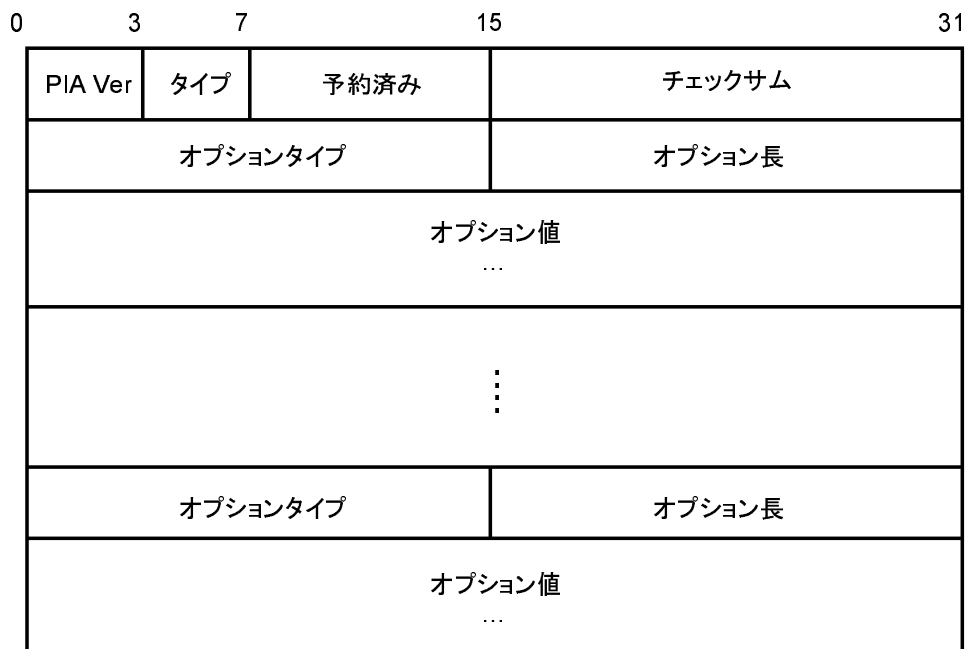 0 3 7 15 31
PIA Ver タイプ 予約済み チェックサム
オプションタイプ オプション長
オプション値
...
オプションタイプ オプション長
オプション値
...